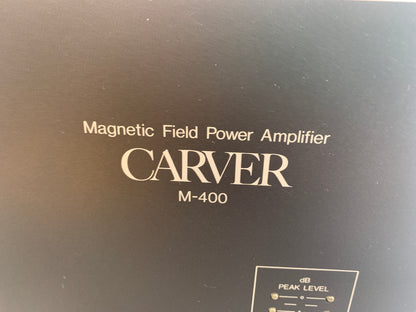 Magnetic Field Power Amplifier
CARVER
M-400
dB
PEAK LEVEL